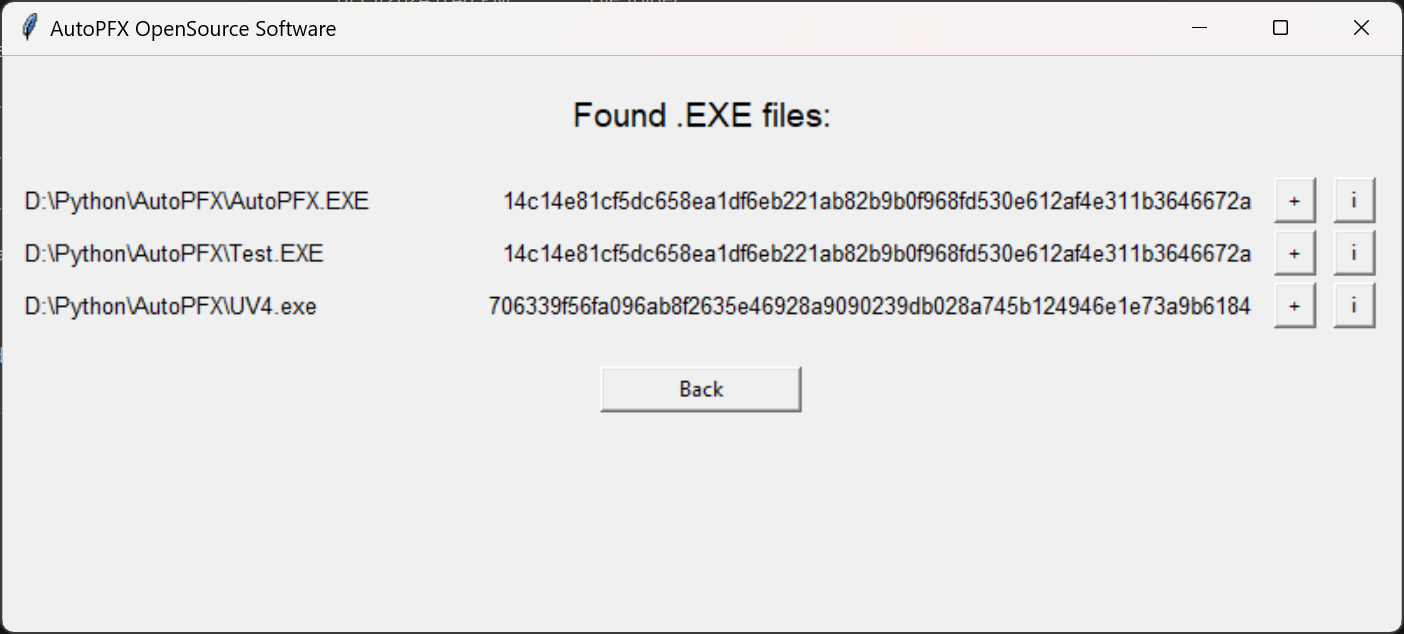 AutoPFX OpenSource Software
Found .EXE files:
D:\Python\AutoPFX\AutoPFX.EXE 14c14e81cf5dc658ea1df6eb221ab82b9b0f968fd530e612af4e311b3646672a + i
D:\Python\AutoPFX\Test.EXE 14c14e81cf5dc658ea1df6eb221ab82b9b0f968fd530e612af4e311b3646672a + i
D:\Python\AutoPFX\UV4.exe 706339f56fa096ab8f2635e46928a9090239db028a745b124946e1e73a9b6184 + i
Back